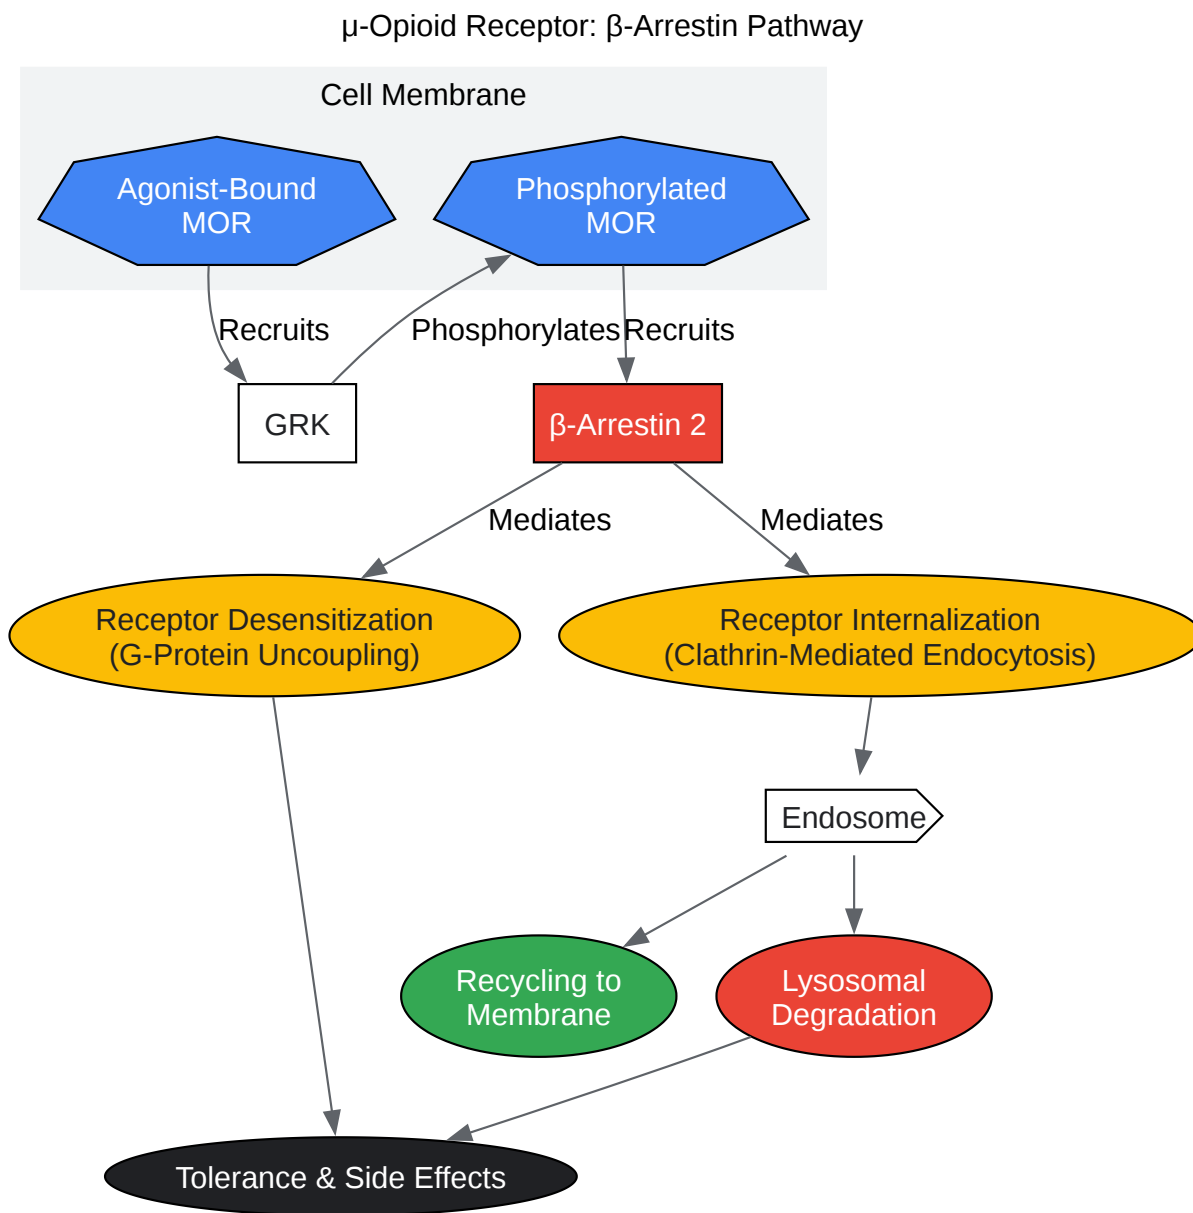 μ-Opioid Receptor: β-Arrestin Pathway
Cell Membrane
Agonist-Bound
MOR
Phosphorylated
MOR
Recruits
Phosphorylates
Recruits
GRK
β-Arrestin 2
Mediates
Mediates
Receptor Desensitization
(G-Protein Uncoupling)
Receptor Internalization
(Clathrin-Mediated Endocytosis)
Endosome
Recycling to
Membrane
Lysosomal
Degradation
Tolerance & Side Effects